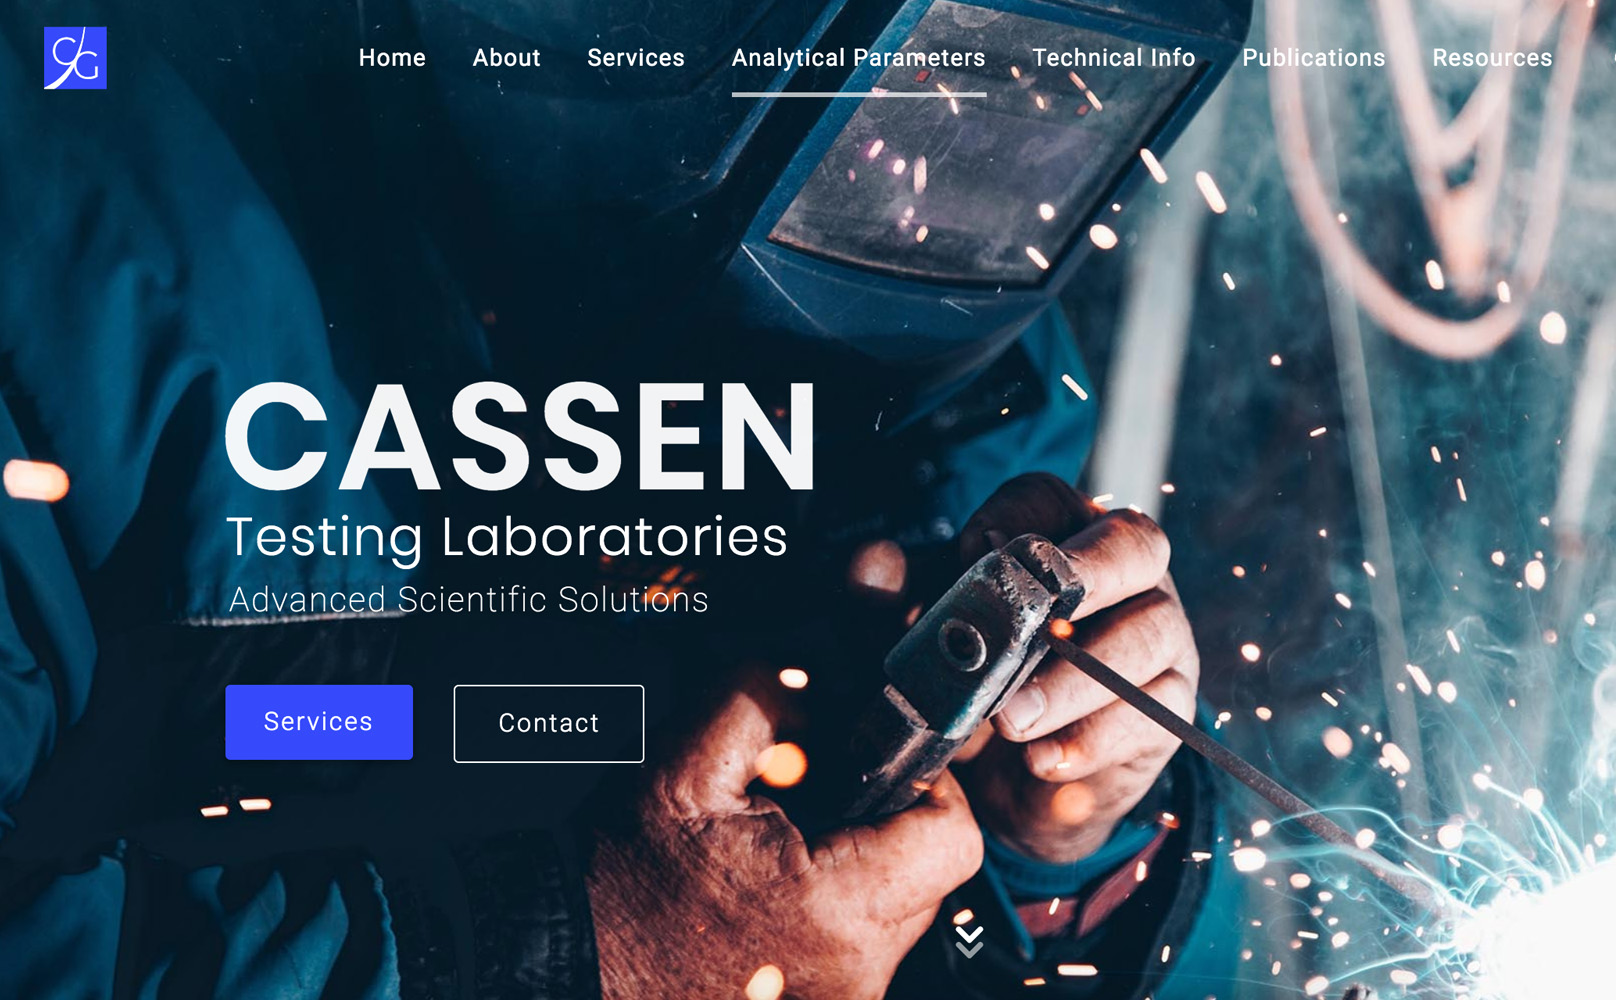 CG
Home About Services Analytical Parameters Technical Info Publications Resources
CASSEN
Testing Laboratories
Advanced Scientific Solutions
Services Contact